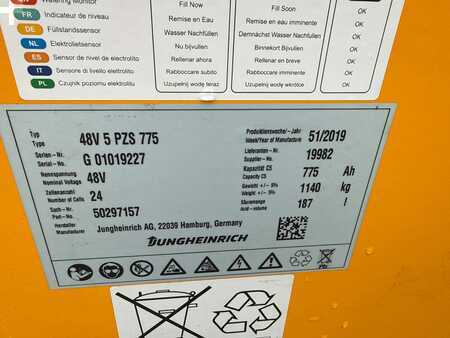 EN Watering Monitor Fill Now Fill Soon OK
FR Indicateur de niveau Remise en Eau Remise en eau imminente OK
DE Füllstandssensor Wasser Nachfüllen Demnächst Wasser Nachfüllen OK
NL Elektrolietsensor Nu bijvullen Binnekort Bijvullen OK
ES Sensor de nivel de electrolito Rellenar ahora Rellenar en breve OK
IT Sensore di livello di elettrolito Rabboccare subito Rabboccare imminente OK
PL Czujnik poziomu elektrolitu Uzupełnij wodę teraz Uzupełnij wodę wkrótce OK
Typ
Type 48V 5 PZS 775 Produktionswoche/-Jahr
Week/Year of Manufacture 51/2019
Serien-Nr.
Serial-No. G 01019227 Lieferanten-Nr.
Supplier-No. 19982
Nennspannung
Nominal Voltage 48V Kapazität C5
Capacity C5 775 Ah
Zellenanzahl
Number of Cells 24 Gewicht +/- 5%
Weight +/- 5% 1140 kg
Sach-Nr.
Part-No. 50297157 Säuremenge
Acid-volume 187 l
Hersteller
Manufacturer Jungheinrich AG, 22039 Hamburg, Germany
JUNGHEINRICH
Pb